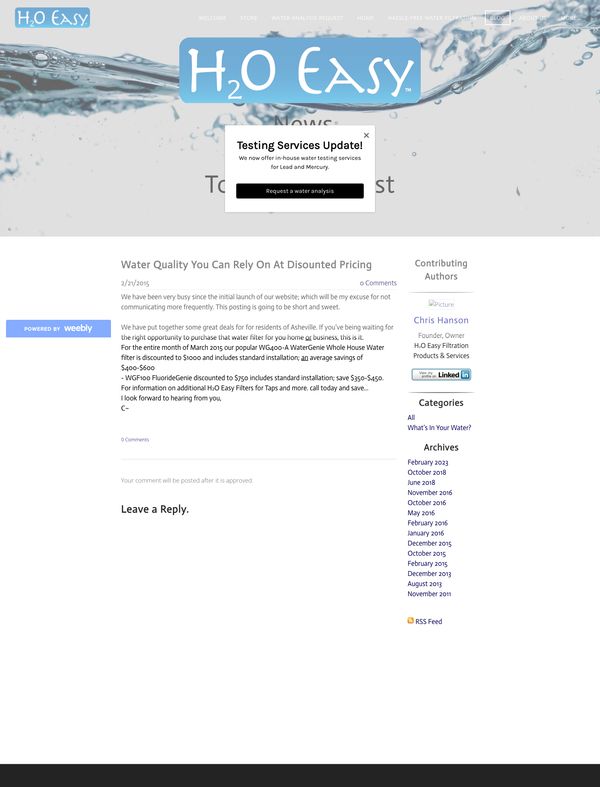 H2O Easy
WELCOME STORE WATER ANALYSIS REQUEST HOME HASSLE-FREE WATER FILTRATION BLOG ABOUT US MORE...
H2O Easy™
News
Testing Services Update!
We now offer in-house water testing services
for Lead and Mercury.
Request a water analysis
Water Quality You Can Rely On At Disounted Pricing
2/21/2015
0 Comments
We have been very busy since the initial launch of our website; which will be my excuse for not
communicating more frequently. This posting is going to be short and sweet.
We have put together some great deals for for residents of Asheville. If you've being waiting for
the right opportunity to purchase that water filter for you home or business, this is it.
For the entire month of March 2015 our popular WG400-A WaterGenie Whole House Water
filter is discounted to $1000 and includes standard installation; an average savings of
$400-$600
- WGF100 FluorideGenie discounted to $750 includes standard installation; save $350-$450.
For information on additional H2O Easy Filters for Taps and more. call today and save...
I look forward to hearing from you,
C~
0 Comments
Your comment will be posted after it is approved.
Leave a Reply.
Contributing
Authors
Picture
Chris Hanson
Founder, Owner
H2O Easy Filtration
Products & Services
View my profile on LinkedIn
Categories
All
What's In Your Water?
Archives
February 2023
October 2018
June 2018
November 2016
October 2016
May 2016
February 2016
January 2016
December 2015
October 2015
February 2015
December 2013
August 2013
November 2011
RSS Feed
POWERED BY weebly